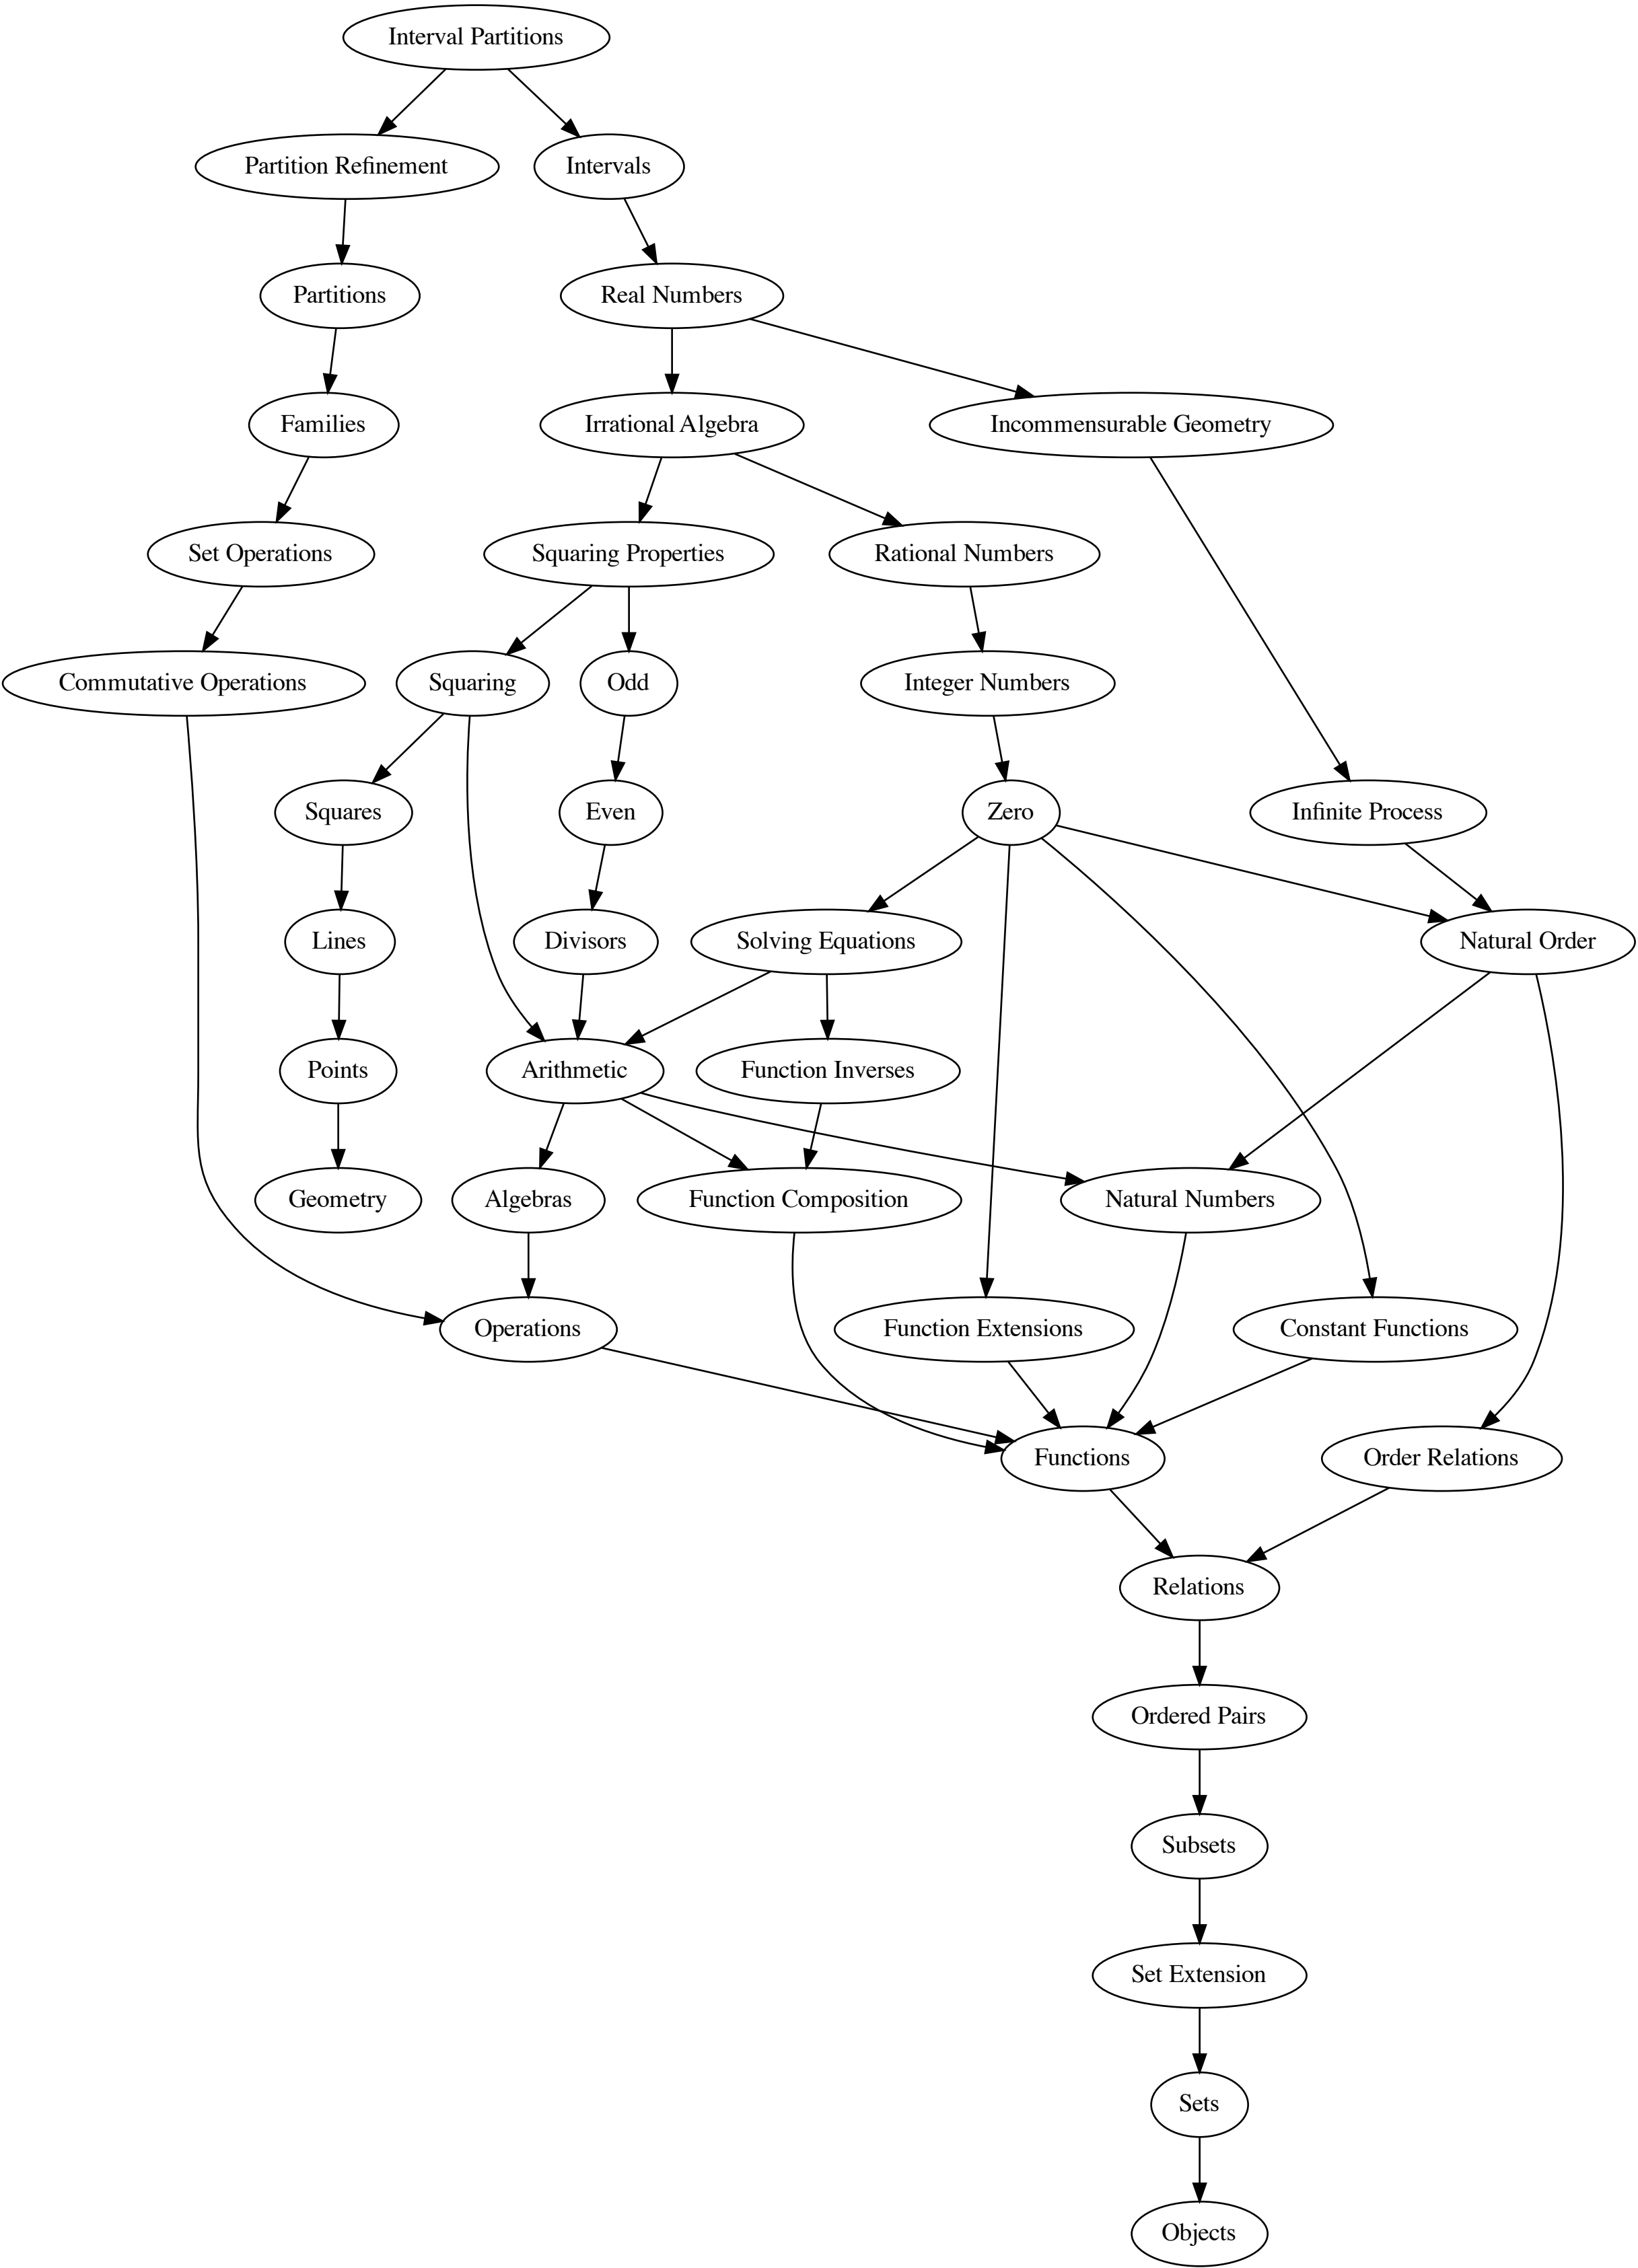 Interval Partitions
Partition Refinement
Intervals
Partitions
Real Numbers
Families
Irrational Algebra
Incommensurable Geometry
Set Operations
Squaring Properties
Rational Numbers
Commutative Operations
Squaring
Odd
Integer Numbers
Squares
Even
Zero
Infinite Process
Lines
Divisors
Solving Equations
Natural Order
Points
Arithmetic
Function Inverses
Geometry
Algebras
Function Composition
Natural Numbers
Operations
Function Extensions
Constant Functions
Functions
Order Relations
Relations
Ordered Pairs
Subsets
Set Extension
Sets
Objects